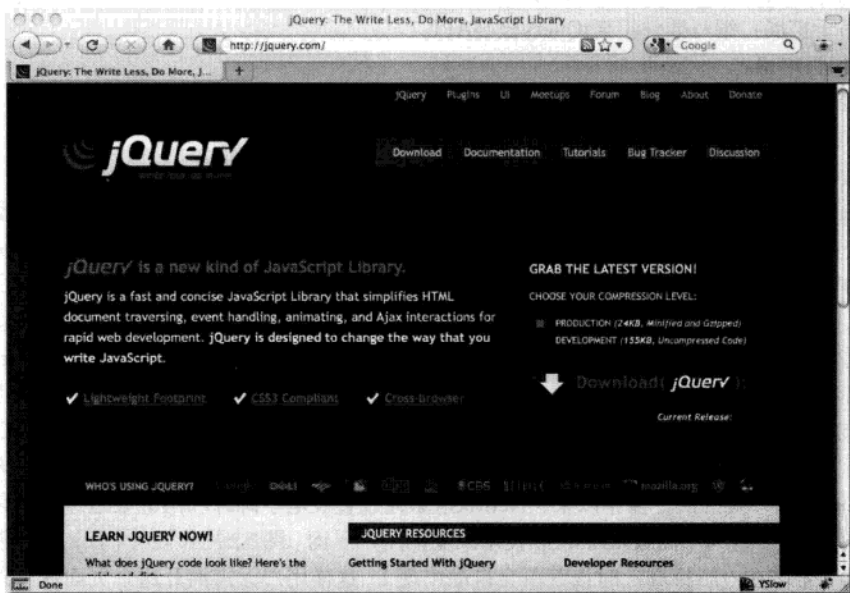 jQuery: The Write Less, Do More, JavaScript Library
http://jquery.com/
Google
jQuery: The Write Less, Do More, J...
+
jQuery Plugins UI Meetups Forum Blog About Donate
jQuery
write less, do more.
Download Documentation Tutorials Bug Tracker Discussion
jQuery is a new kind of JavaScript Library.
jQuery is a fast and concise JavaScript Library that simplifies HTML
document traversing, event handling, animating, and Ajax interactions for
rapid web development. jQuery is designed to change the way that you
write JavaScript.
Lightweight Footprint CSS3 Compliant Cross-browser
GRAB THE LATEST VERSION!
CHOOSE YOUR COMPRESSION LEVEL:
PRODUCTION (24KB, Minified and Gzipped)
DEVELOPMENT (155KB, Uncompressed Code)
Download( jQuery );
Current Release:
WHO'S USING JQUERY? Google DELL CBS NETFLIX mozilla.org
LEARN JQUERY NOW!
What does jQuery code look like? Here's the
JQUERY RESOURCES
Getting Started With jQuery Developer Resources
Done YSlow